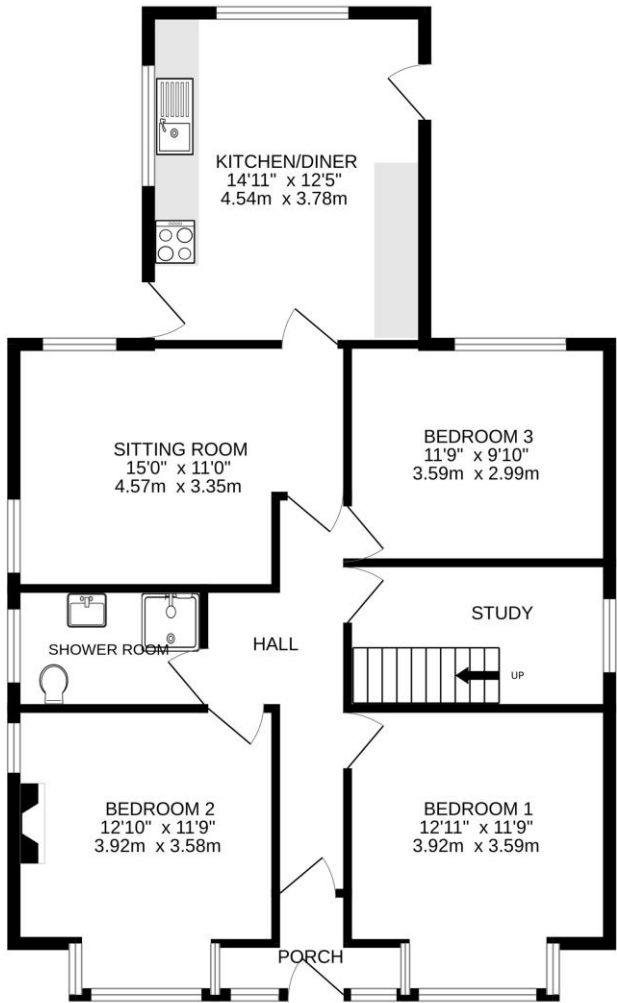 KITCHEN/DINER
14'11" x 12'5"
4.54m x 3.78m
SITTING ROOM
15'0" x 11'0"
4.57m x 3.35m
BEDROOM 3
11'9" x 9'10"
3.59m x 2.99m
STUDY
UP
HALL
SHOWER ROOM
BEDROOM 2
12'10" x 11'9"
3.92m x 3.58m
BEDROOM 1
12'11" x 11'9"
3.92m x 3.59m
PORCH